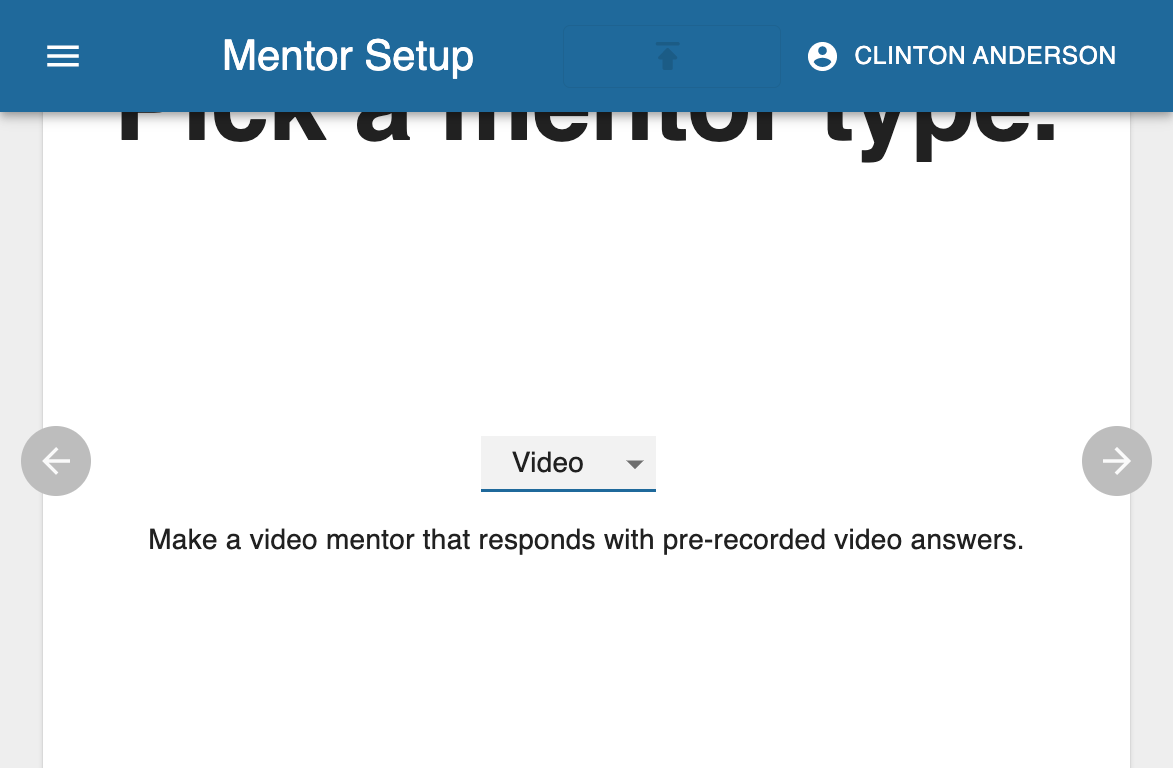 Mentor Setup
CLINTON ANDERSON
Pick a mentor type.
Video
Make a video mentor that responds with pre-recorded video answers.